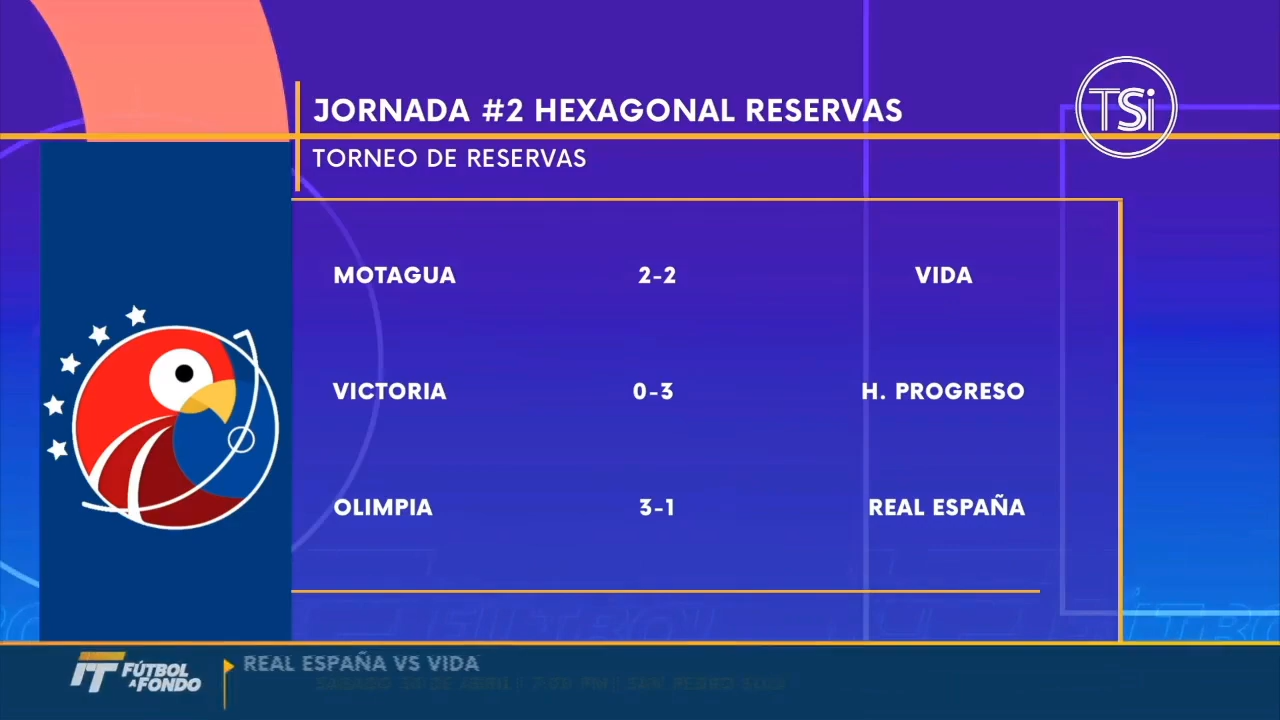 JORNADA #2 HEXAGONAL RESERVAS
TSi
TORNEO DE RESERVAS
MOTAGUA 2-2 VIDA
VICTORIA 0-3 H. PROGRESO
OLIMPIA 3-1 REAL ESPAÑA
FÚTBOL A FONDO
REAL ESPAÑA VS VIDA